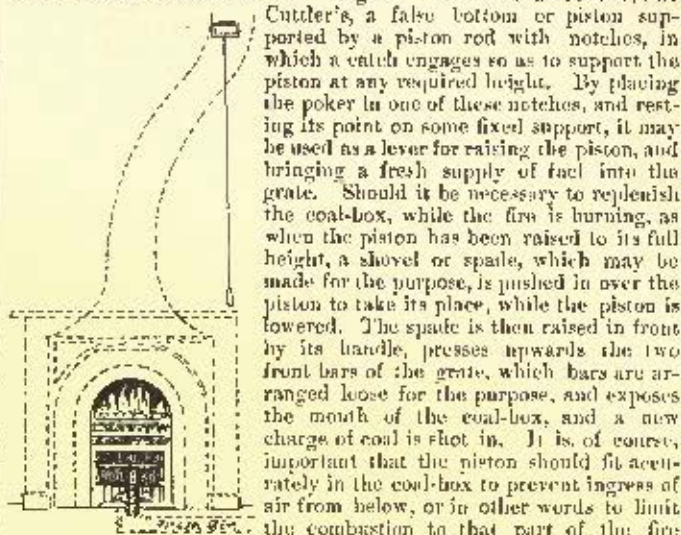 Cuttler's, a false bottom or piston sup-
ported by a piston rod with notches, in
which a catch engages so as to support the
piston at any required height. By placing
the poker in one of these notches, and rest-
ing its point on some fixed support, it may
be used as a lever for raising the piston, and
bringing a fresh supply of fuel into the
grate. Should it be necessary to replenish
the coal-box, while the fire is burning, as
when the piston has been raised to its full
height, a shovel or spade, which may be
made for the purpose, is pushed in over the
piston to take its place, while the piston is
lowered. The spade is then raised in front
by its handle, presses upwards the two
front bars of the grate, which bars are ar-
ranged loose for the purpose, and exposes
the mouth of the coal-box, and a new
charge of coal is shot in. It is, of course,
important that the piston should fit accu-
rately in the coal-box to prevent ingress of
air from below, or in other words to limit
the combustion to that part of the fire